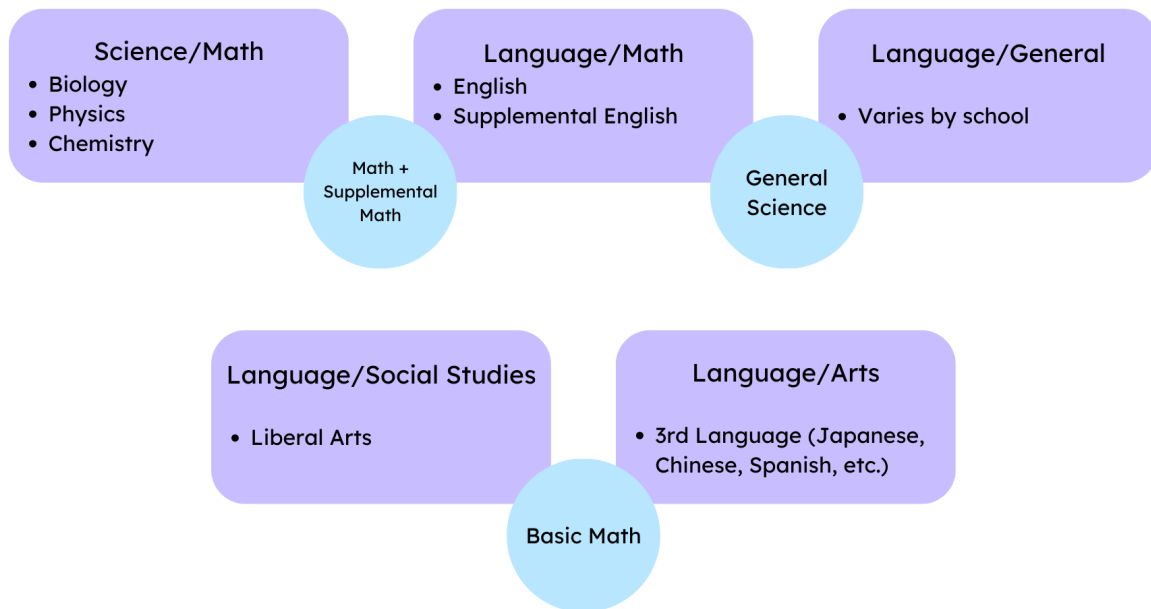 Science/Math
• Biology
• Physics
• Chemistry
Math +
Supplemental
Math
Language/Math
• English
• Supplemental English
General
Science
Language/General
• Varies by school
Language/Social Studies
• Liberal Arts
Basic Math
Language/Arts
• 3rd Language (Japanese,
Chinese, Spanish, etc.)